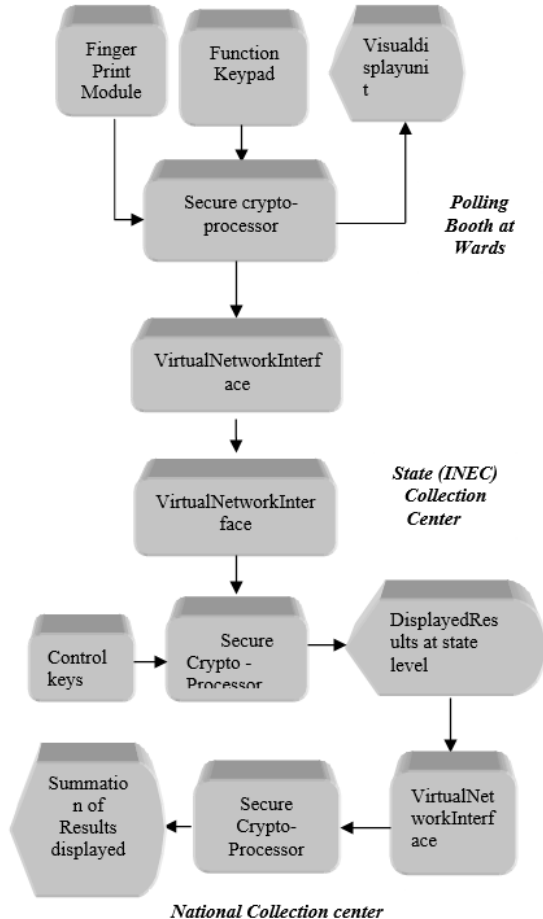 Finger
Print
Module
Function
Keypad
Visualdi
splayuni
t
Secure crypto-
processor
Polling
Booth at
Wards
VirtualNetworkInterf
ace
VirtualNetworkInter
face
State (INEC)
Collection
Center
Control
keys
Secure
Crypto -
Processor
DisplayedRes
ults at state
level
Summatio
n of
Results
displayed
Secure
Crypto-
Processor
VirtualNet
workInterf
ace
National Collection center